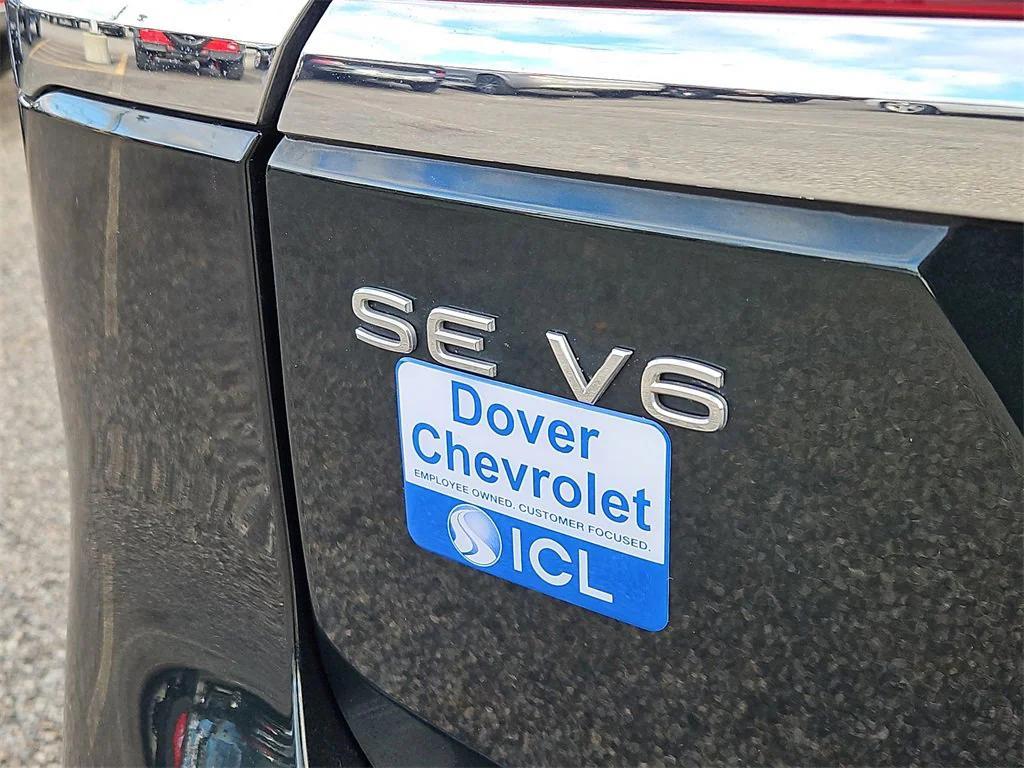 SE V6
Dover
Chevrolet
EMPLOYEE OWNED. CUSTOMER FOCUSED.
ICL